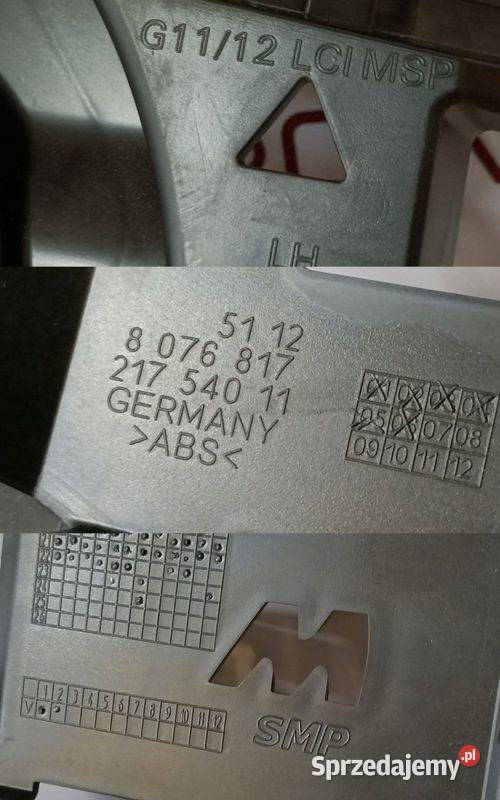 G11/12 LCI MSP
LH
51 12
8 076 817
217 540 11
GERMANY
>ABS<
01 02 03 04
05 06 07 08
09 10 11 12
1 2 3 4 5 6 7 8 9 10 11 12
V
SMP
Sprzedajemy.pl